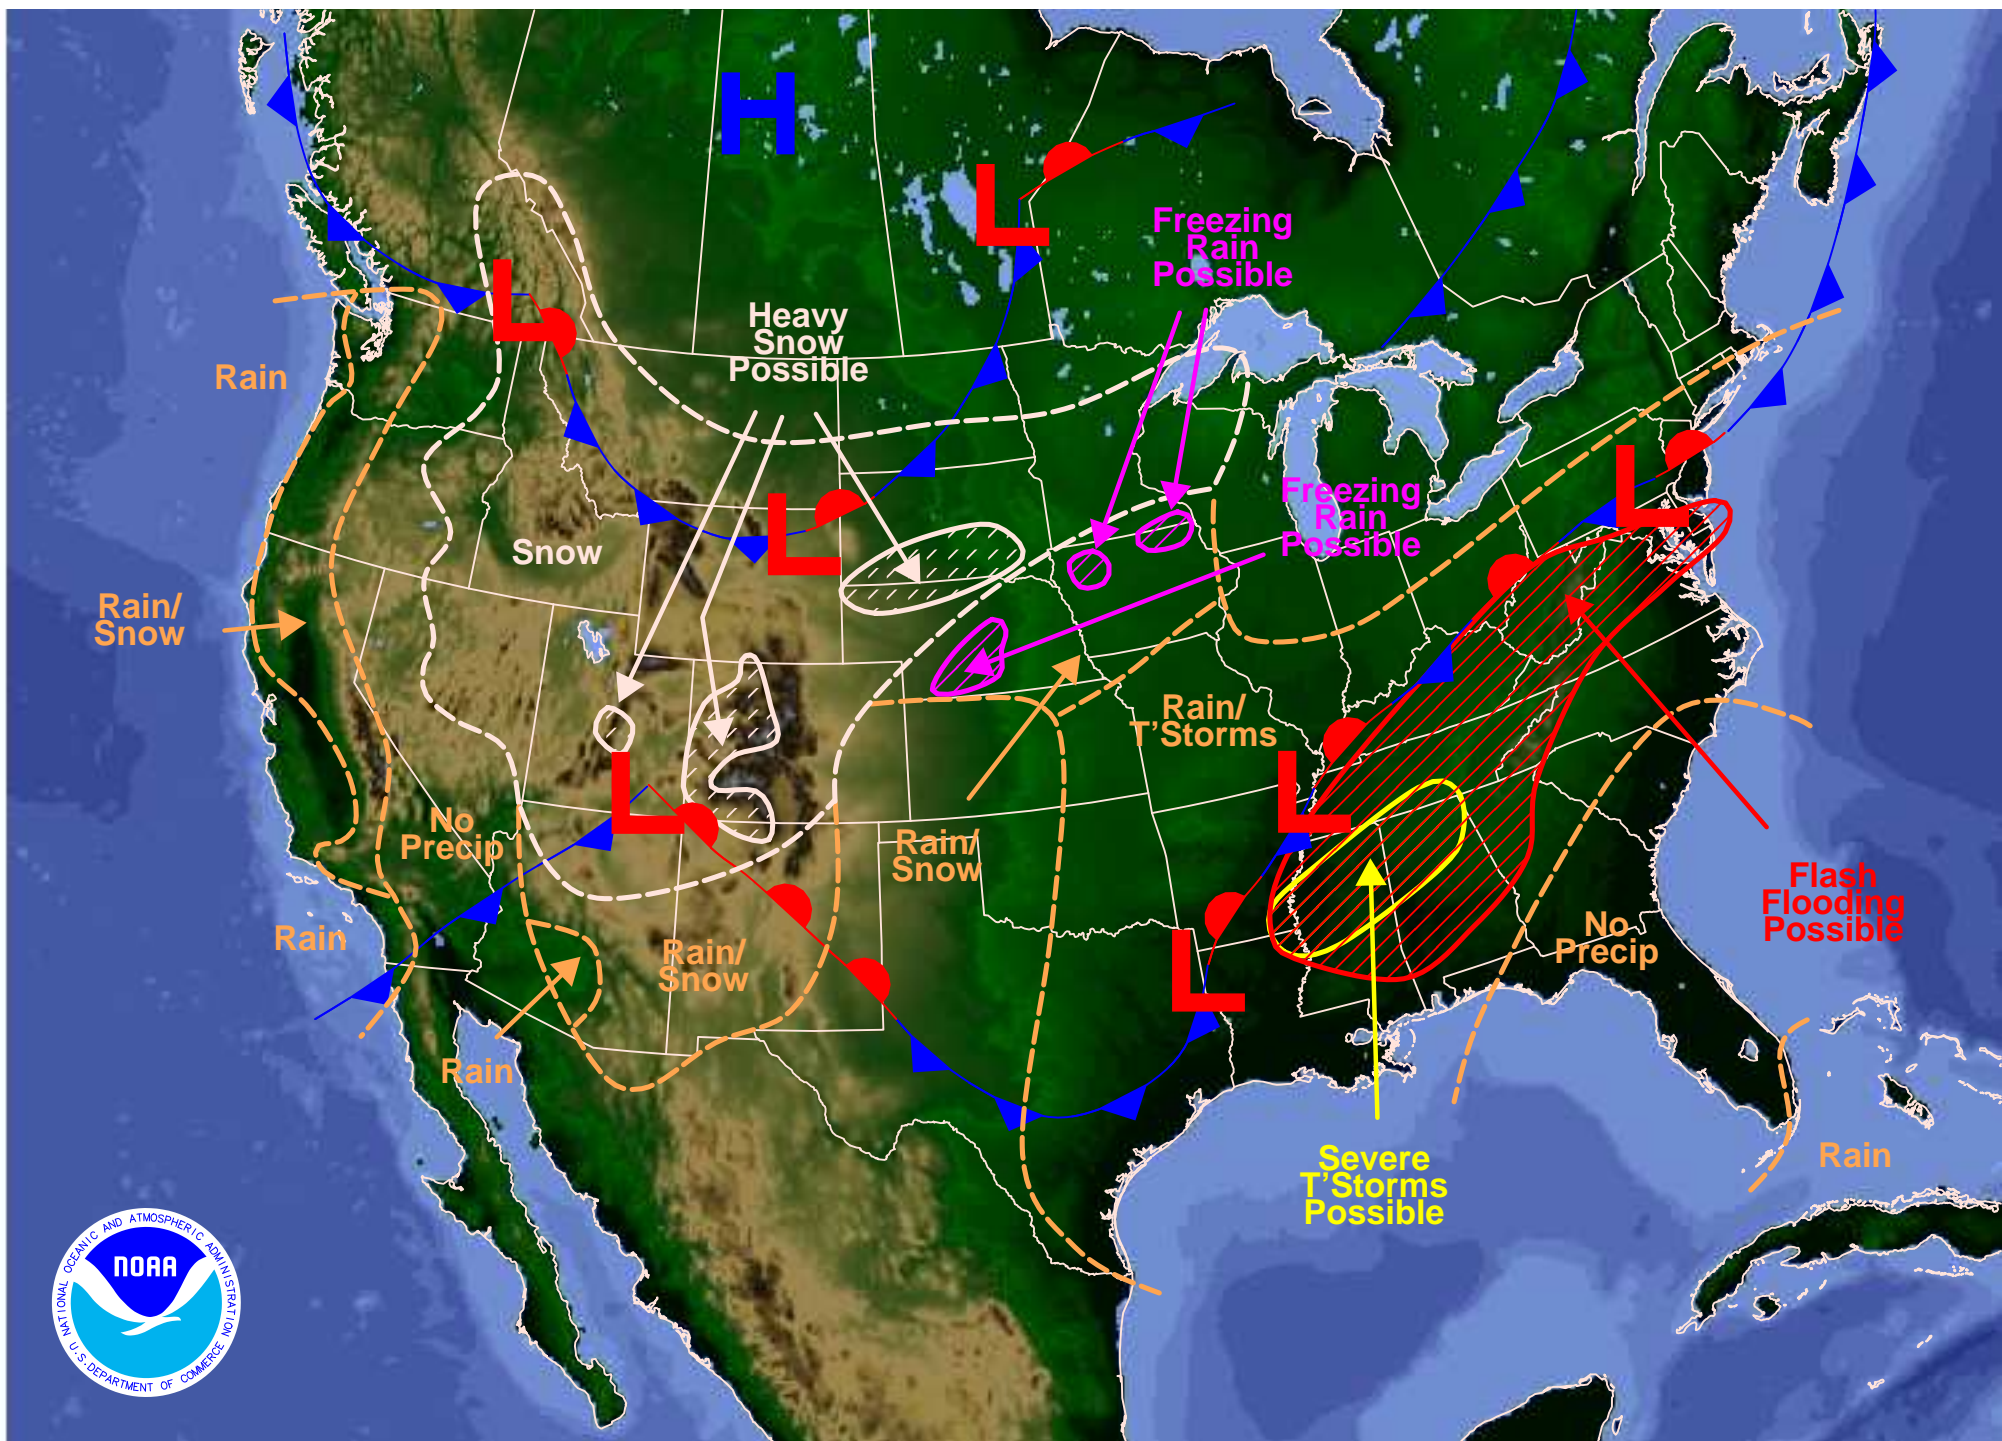 H
L
Freezing
Rain
Possible
L
Heavy
Snow
Possible
Rain
L
Freezing
Rain
Possible
L
Snow
Rain/
Snow
Rain/
T'Storms
L
L
No
Precip
Rain/
Snow
Flash
Flooding
Possible
No
Precip
Rain
Rain/
Snow
L
Rain
Severe
T'Storms
Possible
Rain
NATIONAL OCEANIC AND ATMOSPHERIC ADMINISTRATION
NOAA
U.S. DEPARTMENT OF COMMERCE